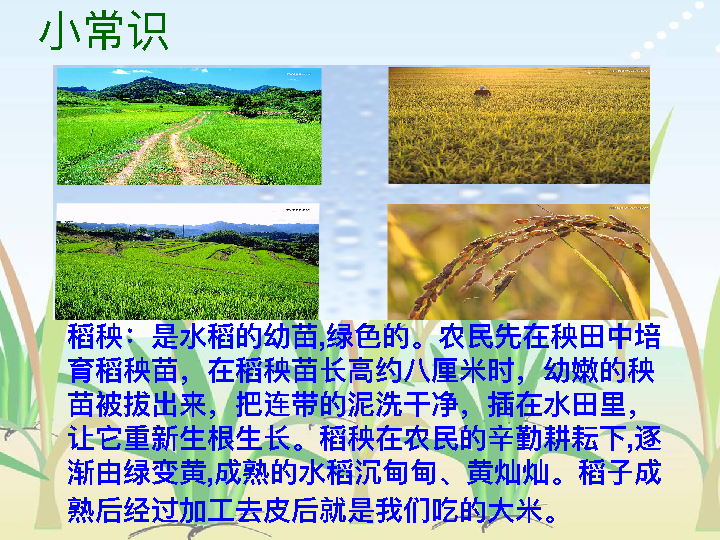 小常识
稻秧：是水稻的幼苗,绿色的。农民先在秧田中培
育稻秧苗，在稻秧苗长高约八厘米时，幼嫩的秧
苗被拔出来，把连带的泥洗干净，插在水田里，
让它重新生根生长。稻秧在农民的辛勤耕耘下,逐
渐由绿变黄,成熟的水稻沉甸甸、黄灿灿。稻子成
熟后经过加工去皮后就是我们吃的大米。